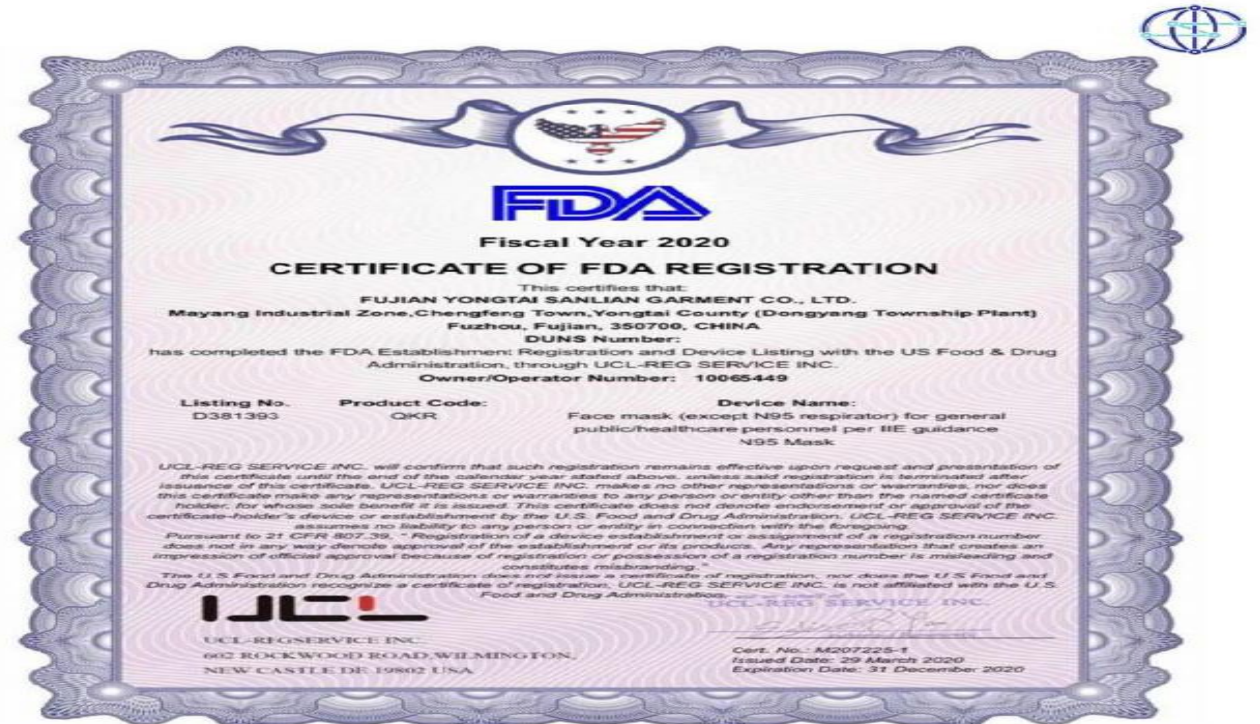 FDA
Fiscal Year 2020
CERTIFICATE OF FDA REGISTRATION
This certifies that:
FUJIAN YONGTAI SANLIAN GARMENT CO., LTD.
Mayang Industrial Zone,Chengfeng Town,Yongtai County (Dongyang Township Plant)
Fuzhou, Fujian, 350700, CHINA
DUNS Number:
has completed the FDA Establishment Registration and Device Listing with the US Food & Drug
Administration, through UCL-REG SERVICE INC.
Owner/Operator Number: 10065449
Listing No. Product Code: Device Name:
D381393 QKR Face mask (except N95 respirator) for general
public/healthcare personnel per IIE guidance
N95 Mask
UCL-REG SERVICE INC. will confirm that such registration remains effective upon request and presentation of
this certificate until the end of the calendar year stated above, unless said registration is terminated after
issuance of this certificate. UCL-REG SERVICE INC. makes no other representations or warranties, nor does
this certificate make any representations or warranties to any person or entity other than the named certificate
holder, for whose sole benefit it is issued. This certificate does not denote endorsement or approval of the
certificate-holder's device or establishment by the U.S. Food and Drug Administration. UCL-REG SERVICE INC.
assumes no liability to any person or entity in connection with the foregoing.
Pursuant to 21 CFR 807.39, " Registration of a device establishment or assignment of a registration number
does not in any way denote approval of the establishment or its products. Any representation that creates an
impression of official approval because of registration or possession of a registration number is misleading and
constitutes misbranding."
The U.S Food and Drug Administration does not issue a certificate of registration, nor does the U.S Food and
Drug Administration recognize a certificate of registration. UCL-REG SERVICE INC. is not affiliated with the U.S.
Food and Drug Administration.
UCL-REG SERVICE INC.
UCL
UCL-REGSERVICE INC.
602 ROCKWOOD ROAD,WILMINGTON,
NEW CASTLE DE 19802 USA
Cert. No.: M207225-1
Issued Date: 29 March 2020
Expiration Date: 31 December 2020